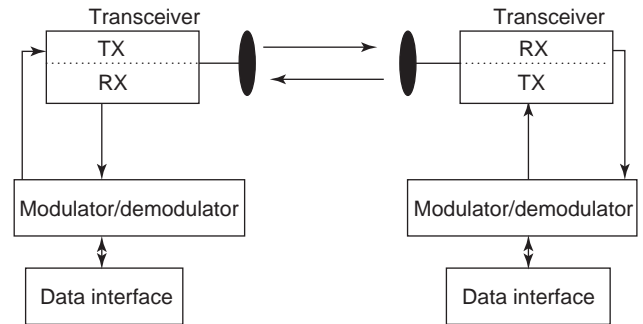 Transceiver
Transceiver
TX
RX
RX
TX
Modulator/demodulator
Modulator/demodulator
Data interface
Data interface